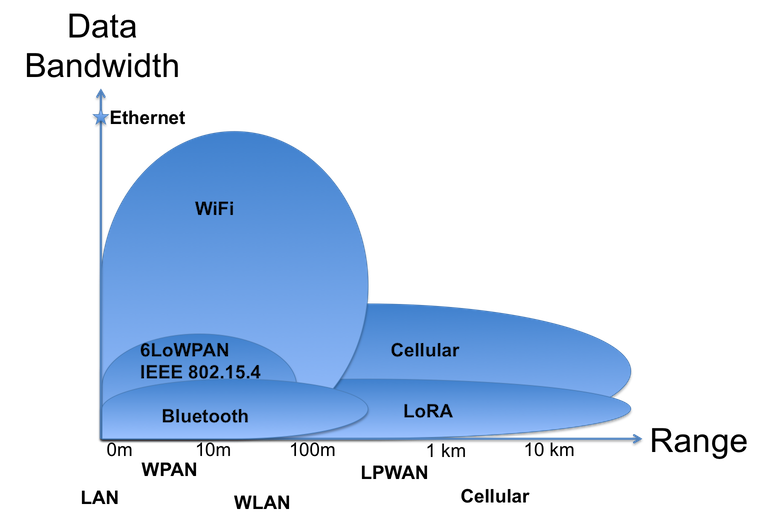 Data
Bandwidth
Ethernet
WiFi
6LoWPAN
IEEE 802.15.4
Cellular
Bluetooth
LoRA
Range
0m 10m 100m 1 km 10 km
WPAN LPWAN
LAN WLAN Cellular